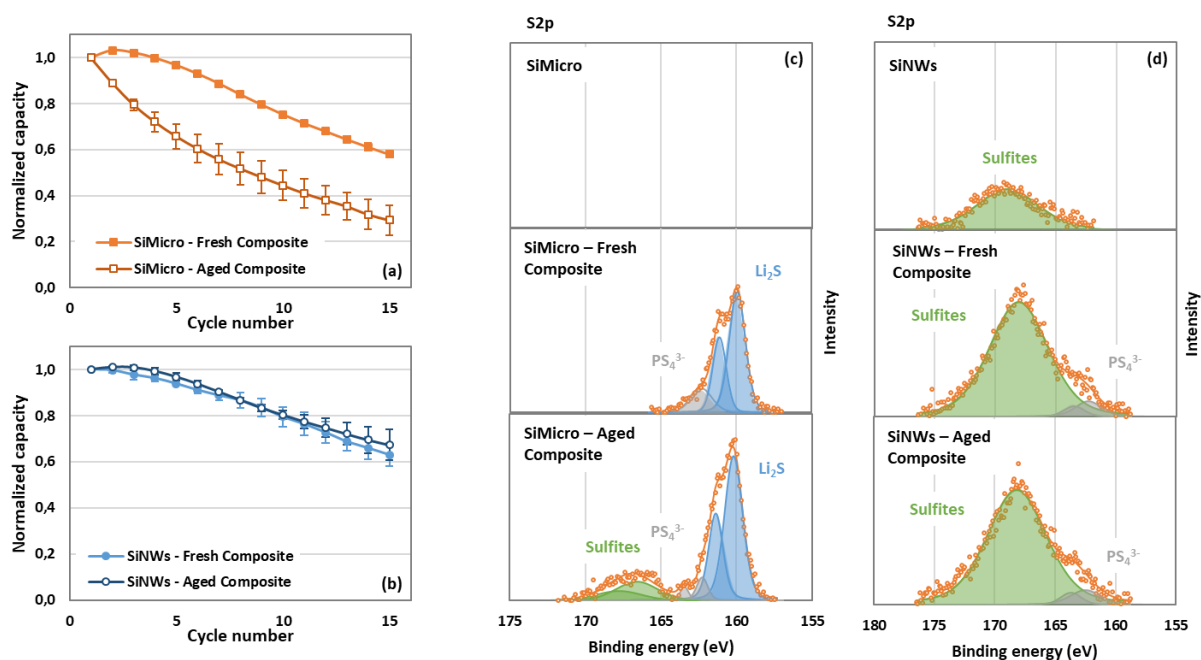 (a)
Normalized capacity
1,0
0,8
0,6
0,4
0,2
0,0
SiMicro - Fresh Composite
SiMicro - Aged Composite
0
5
10
15
Cycle number
(b)
Normalized capacity
1,0
0,8
0,6
0,4
0,2
0,0
SiNWs - Fresh Composite
SiNWs - Aged Composite
0
5
10
15
Cycle number
S2p
(c)
SiMicro
SiMicro – Fresh
Composite
Li₂S
PS₄³⁻
SiMicro – Aged
Composite
Li₂S
PS₄³⁻
Sulfites
175
170
165
160
155
Binding energy (eV)
Intensity
S2p
(d)
SiNWs
Sulfites
SiNWs – Fresh
Composite
Sulfites
PS₄³⁻
SiNWs – Aged
Composite
Sulfites
PS₄³⁻
180
175
170
165
160
155
Binding energy (eV)
Intensity